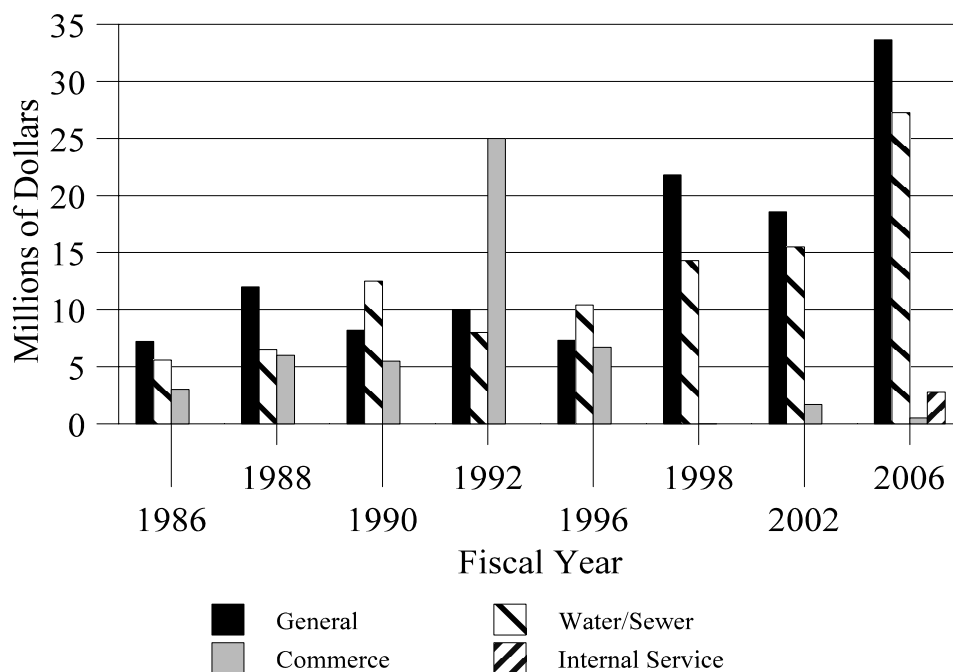 35
30
25
20
15
10
5
0
Millions of Dollars
1988 1992 1998 2006
1986 1990 1996 2002
Fiscal Year
General Water/Sewer
Commerce Internal Service